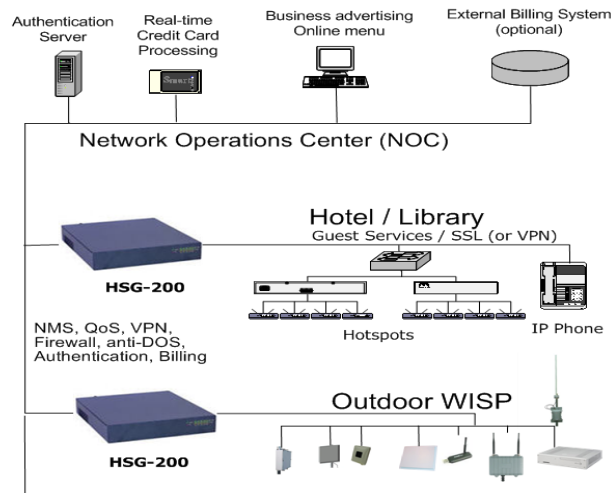 Authentication
Server
Real-time
Credit Card
Processing
Business advertising
Online menu
External Billing System
(optional)
Smart
Network Operations Center (NOC)
Hotel / Library
Guest Services / SSL (or VPN)
HSG-200
Hotspots
IP Phone
NMS, QoS, VPN,
Firewall, anti-DOS,
Authentication, Billing
Outdoor WISP
HSG-200